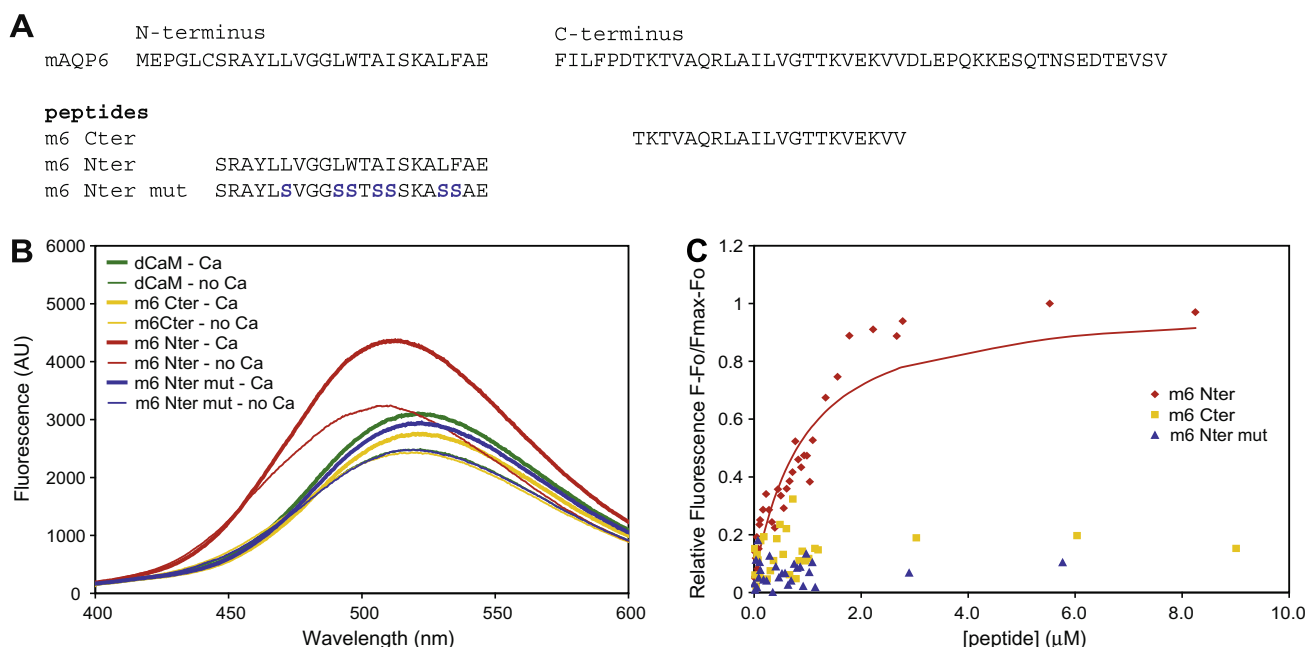 A
N-terminus C-terminus
mAQP6 MEPGLCSRAYLLVGGLWTAISKALFAE FILFPDTKTVAQRLAILVGTTKVEKVVDLEPQKKESQTNSEDTEVSV
peptides
m6 Cter TKTVAQRLAILVGTTKVEKVV
m6 Nter SRAYLLVGGLWTAISKALFAE
m6 Nter mut SRAYLSVGGSSTSSSKASSAE
B
6000
5000
4000
3000
2000
1000
0
Fluorescence (AU)
dCaM - Ca
dCaM - no Ca
m6 Cter - Ca
m6Cter - no Ca
m6 Nter - Ca
m6 Nter - no Ca
m6 Nter mut - Ca
m6 Nter mut - no Ca
400 450 500 550 600
Wavelength (nm)
C
1.2
1
0.8
0.6
0.4
0.2
0
Relative Fluorescence F-Fo/Fmax-Fo
m6 Nter
m6 Cter
m6 Nter mut
0.0 2.0 4.0 6.0 8.0 10.0
[peptide] (μM)